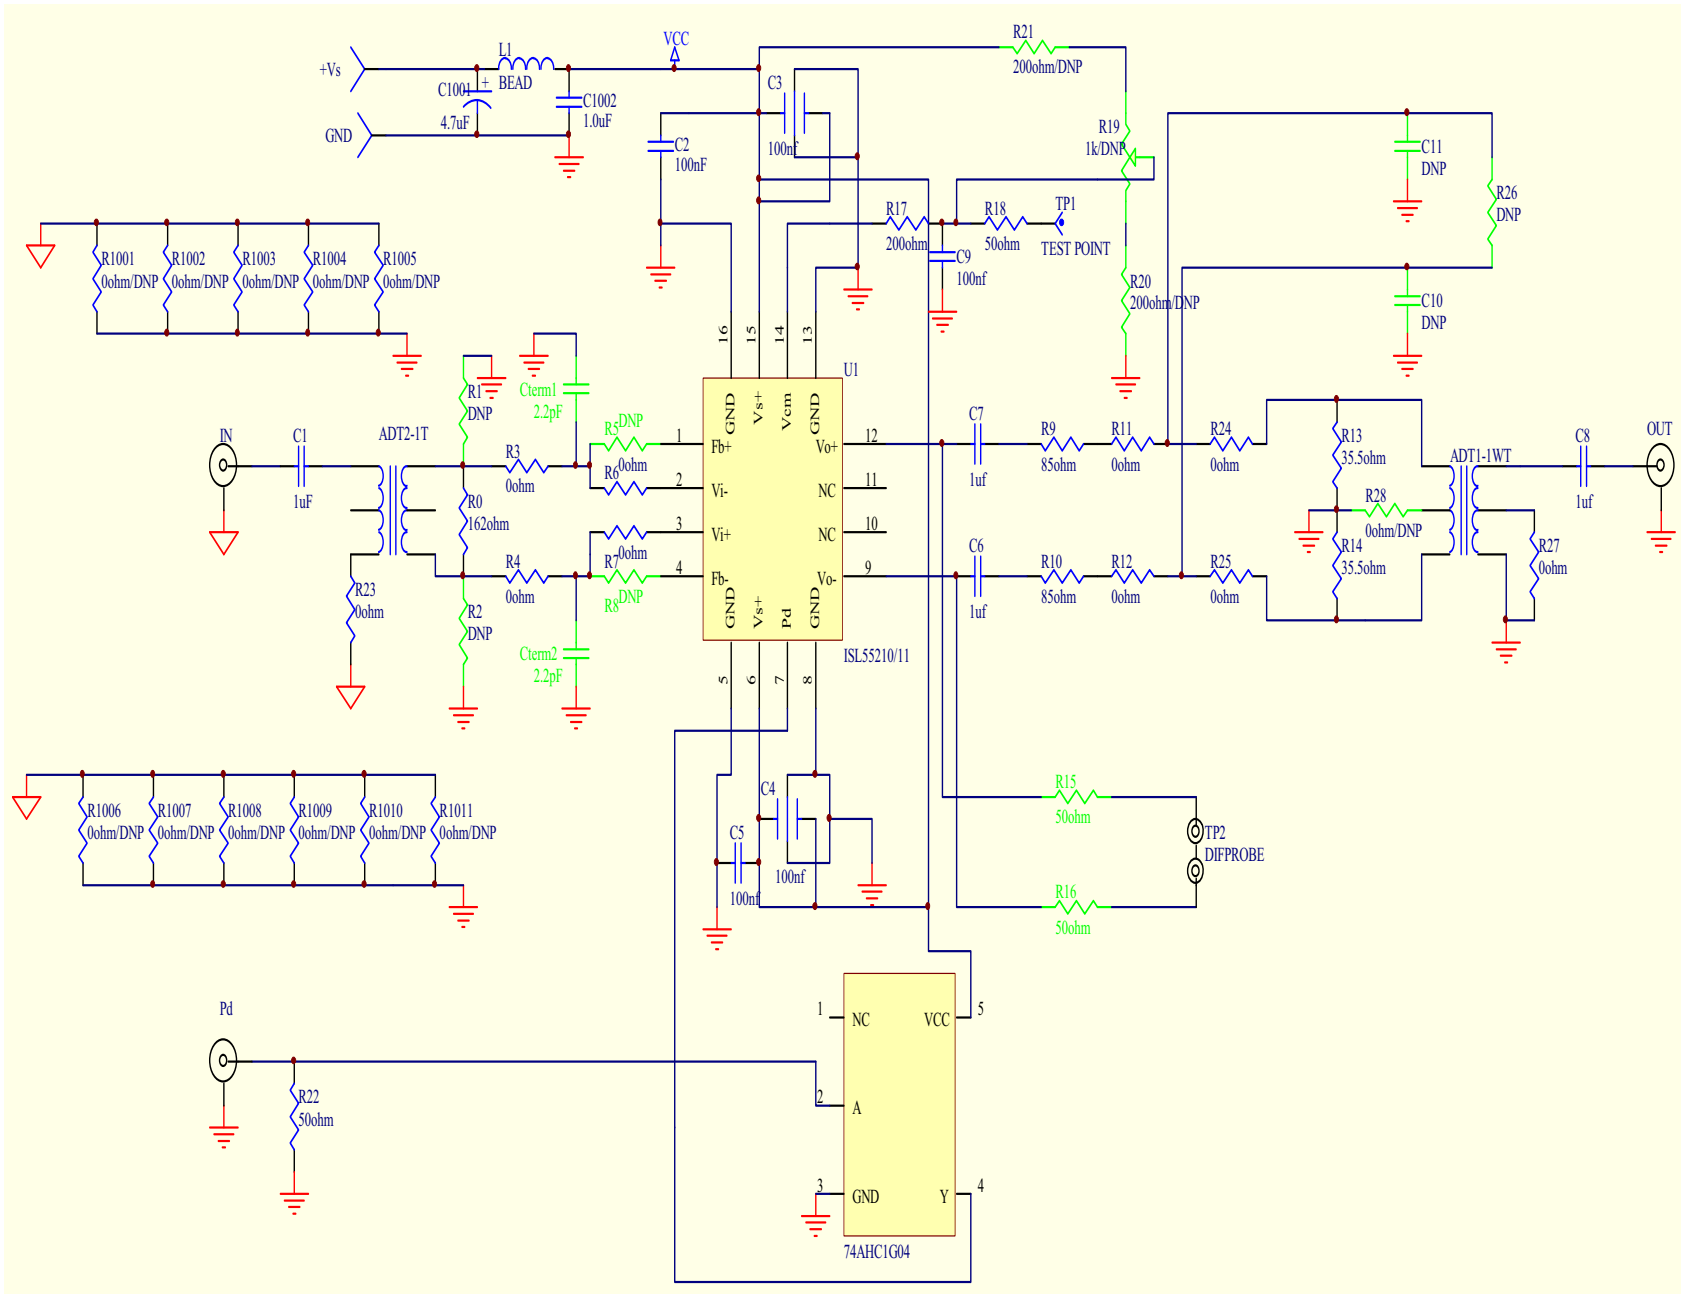 +Vs
L1
BEAD
C1001
+
4.7uF
C1002
1.0uF
GND
VCC
C3
100nf
C2
100nF
R21
200ohm/DNP
R19
1k/DNP
C11
DNP
R26
DNP
R17
200ohm
R18
50ohm
TP1
TEST POINT
C9
100nf
R20
200ohm/DNP
C10
DNP
R1001
0ohm/DNP
R1002
0ohm/DNP
R1003
0ohm/DNP
R1004
0ohm/DNP
R1005
0ohm/DNP
16
15
14
13
U1
R1
DNP
Cterm1
2.2pF
IN
C1
1uF
ADT2-1T
R3
0ohm
R5
DNP
0ohm
R6
R0
162ohm
0ohm
R7
R8
DNP
R4
0ohm
R23
0ohm
R2
DNP
Cterm2
2.2pF
1
2
3
4
Fb+
Vi-
Vi+
Fb-
GND
Vs+
Vcm
GND
Vo+
NC
NC
Vo-
GND
Vs+
Pd
GND
12
11
10
9
ISL55210/11
5
6
7
8
C7
1uf
R9
85ohm
R11
0ohm
R24
0ohm
C6
1uf
R10
85ohm
R12
0ohm
R25
0ohm
R13
35.5ohm
R28
0ohm/DNP
R14
35.5ohm
ADT1-1WT
C8
1uf
OUT
R27
0ohm
C4
100nf
C5
100nf
R15
50ohm
TP2
DIFPROBE
R16
50ohm
R1006
0ohm/DNP
R1007
0ohm/DNP
R1008
0ohm/DNP
R1009
0ohm/DNP
R1010
0ohm/DNP
R1011
0ohm/DNP
Pd
R22
50ohm
1
NC
VCC
5
2
A
3
GND
Y
4
74AHC1G04